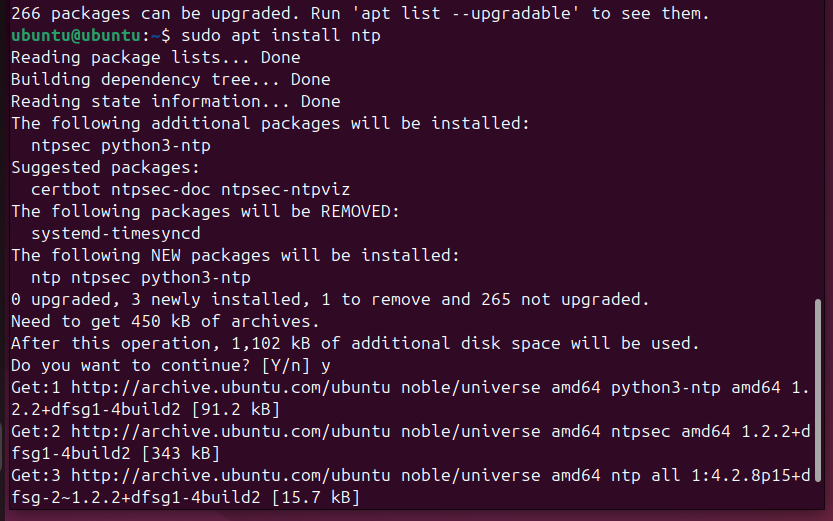 266 packages can be upgraded. Run 'apt list --upgradable' to see them.
ubuntu@ubuntu:~$ sudo apt install ntp
Reading package lists... Done
Building dependency tree... Done
Reading state information... Done
The following additional packages will be installed:
  ntpsec python3-ntp
Suggested packages:
  certbot ntpsec-doc ntpsec-ntpviz
The following packages will be REMOVED:
  systemd-timesyncd
The following NEW packages will be installed:
  ntp ntpsec python3-ntp
0 upgraded, 3 newly installed, 1 to remove and 265 not upgraded.
Need to get 450 kB of archives.
After this operation, 1,102 kB of additional disk space will be used.
Do you want to continue? [Y/n] y
Get:1 http://archive.ubuntu.com/ubuntu noble/universe amd64 python3-ntp amd64 1.
2.2+dfsg1-4build2 [91.2 kB]
Get:2 http://archive.ubuntu.com/ubuntu noble/universe amd64 ntpsec amd64 1.2.2+d
fsg1-4build2 [343 kB]
Get:3 http://archive.ubuntu.com/ubuntu noble/universe amd64 ntp all 1:4.2.8p15+d
fsg-2~1.2.2+dfsg1-4build2 [15.7 kB]